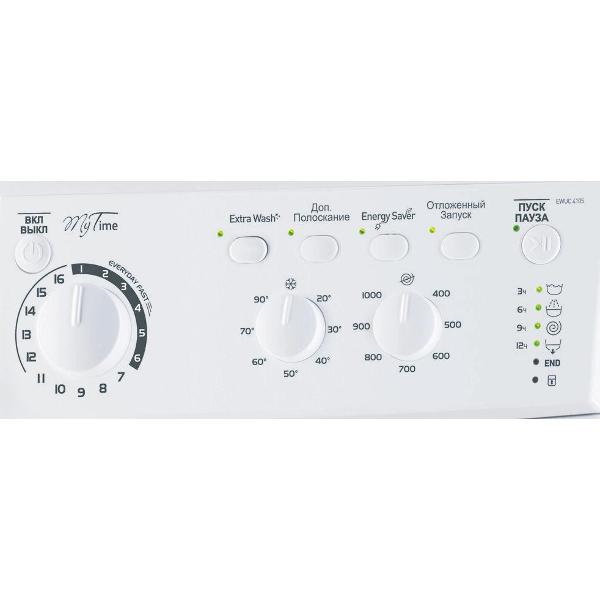 ВКЛ
ВЫКЛ
My Time
Extra Wash
Доп.
Полоскание
Energy Saver
Отложенный
Запуск
ПУСК
ПАУЗА
EWUC 4105
EVERYDAY FAST
1
2
3
4
5
6
7
8
9
10
11
12
13
14
15
16
90°
20°
70°
30°
60°
40°
50°
1000
400
900
500
800
600
700
3ч
6ч
9ч
12ч
END